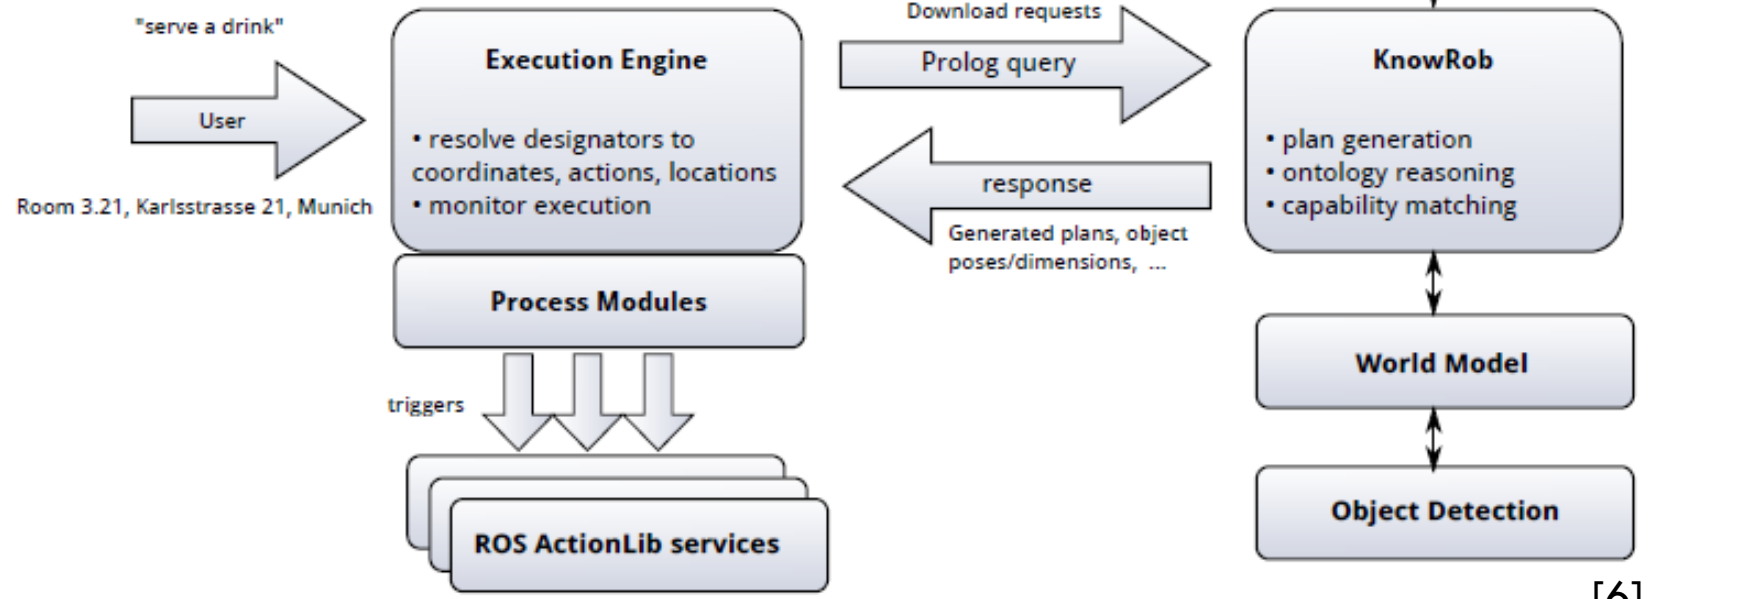 "serve a drink"
User
Room 3.21, Karlsstrasse 21, Munich
Execution Engine
• resolve designators to
coordinates, actions, locations
• monitor execution
Process Modules
triggers
ROS ActionLib services
Download requests
Prolog query
response
Generated plans, object
poses/dimensions, ...
KnowRob
• plan generation
• ontology reasoning
• capability matching
World Model
Object Detection
[6]